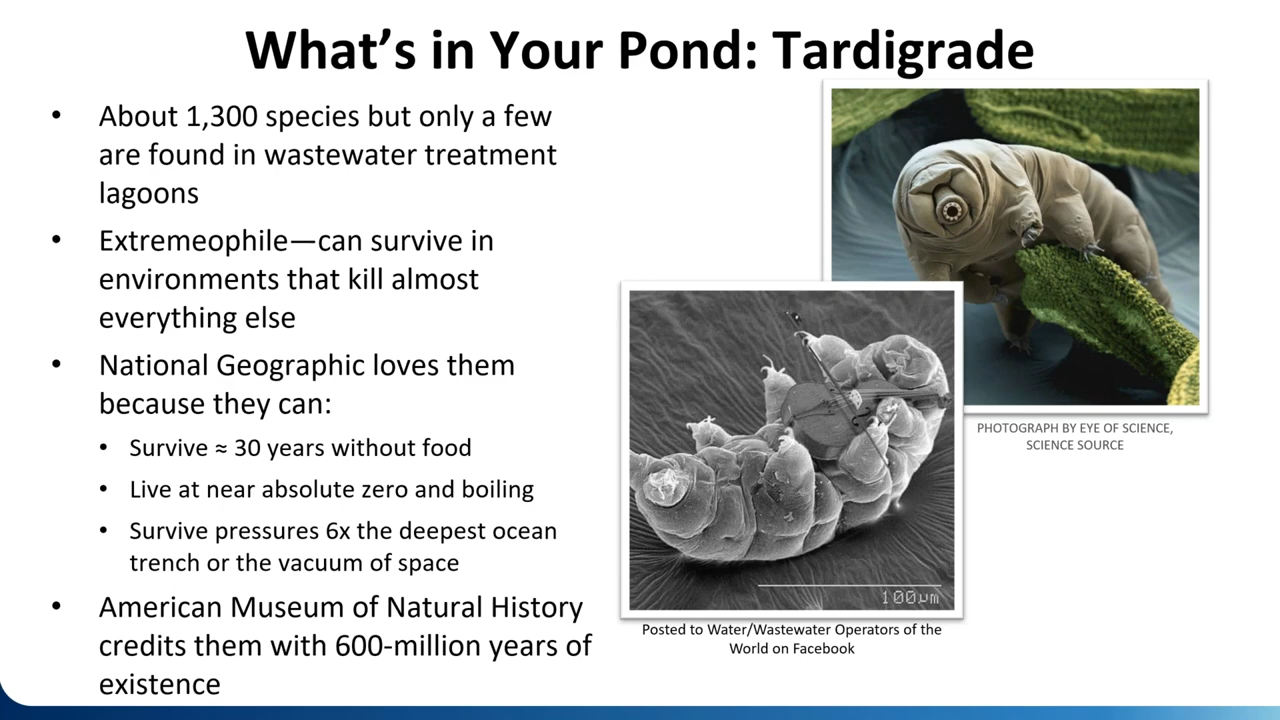 What’s in Your Pond: Tardigrade
• About 1,300 species but only a few
are found in wastewater treatment
lagoons
• Extremeophile—can survive in
environments that kill almost
everything else
• National Geographic loves them
because they can:
• Survive ≈ 30 years without food
• Live at near absolute zero and boiling
• Survive pressures 6x the deepest ocean
trench or the vacuum of space
• American Museum of Natural History
credits them with 600-million years of
existence
PHOTOGRAPH BY EYE OF SCIENCE,
SCIENCE SOURCE
100µm
Posted to Water/Wastewater Operators of the
World on Facebook